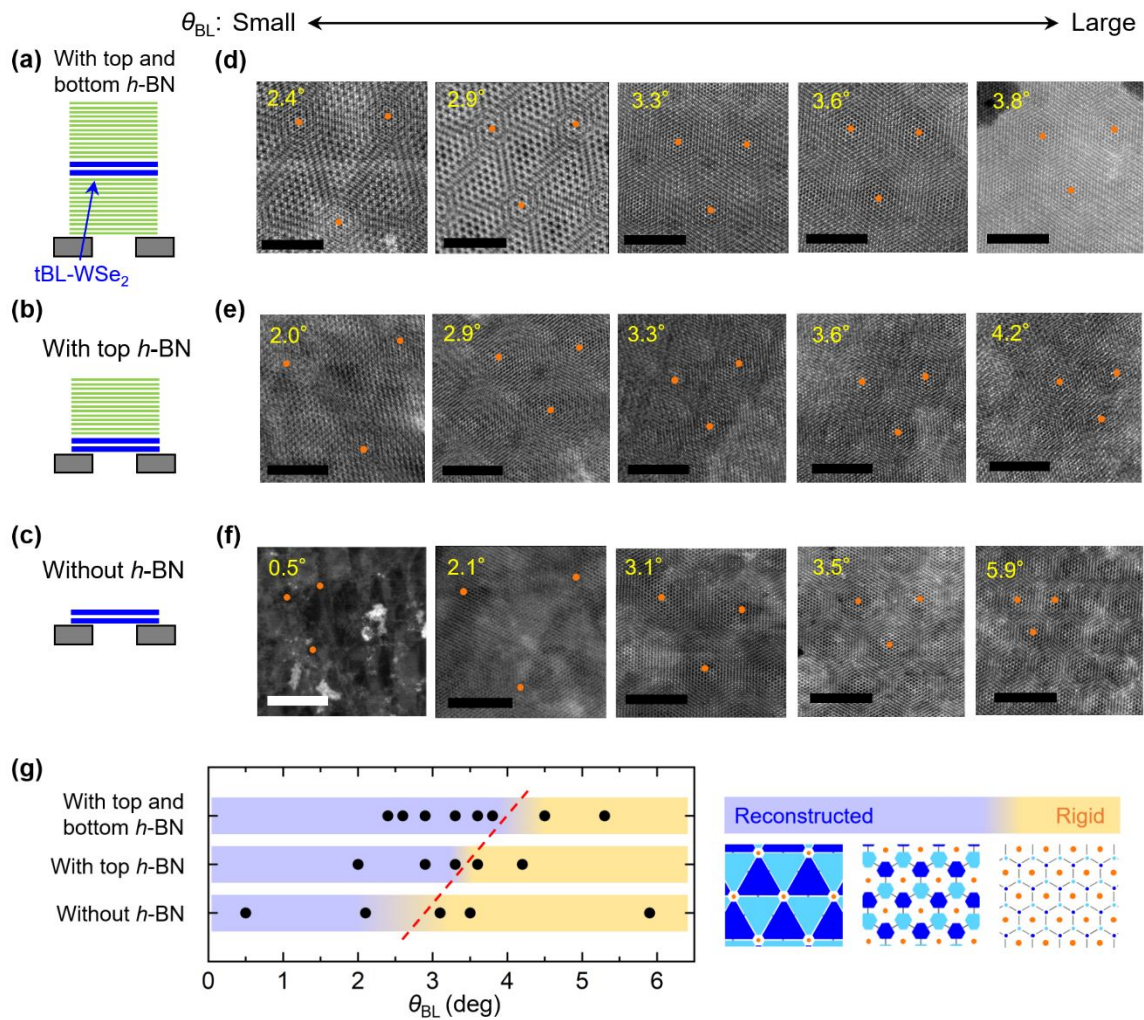 θBL: Small Large
(a)
With top and
bottom h-BN
tBL-WSe2
(d)
2.4°
2.9°
3.3°
3.6°
3.8°
(b)
With top h-BN
(e)
2.0°
2.9°
3.3°
3.6°
4.2°
(c)
Without h-BN
(f)
0.5°
2.1°
3.1°
3.5°
5.9°
(g)
With top and
bottom h-BN
With top h-BN
Without h-BN
0 1 2 3 4 5 6
θBL (deg)
Reconstructed Rigid